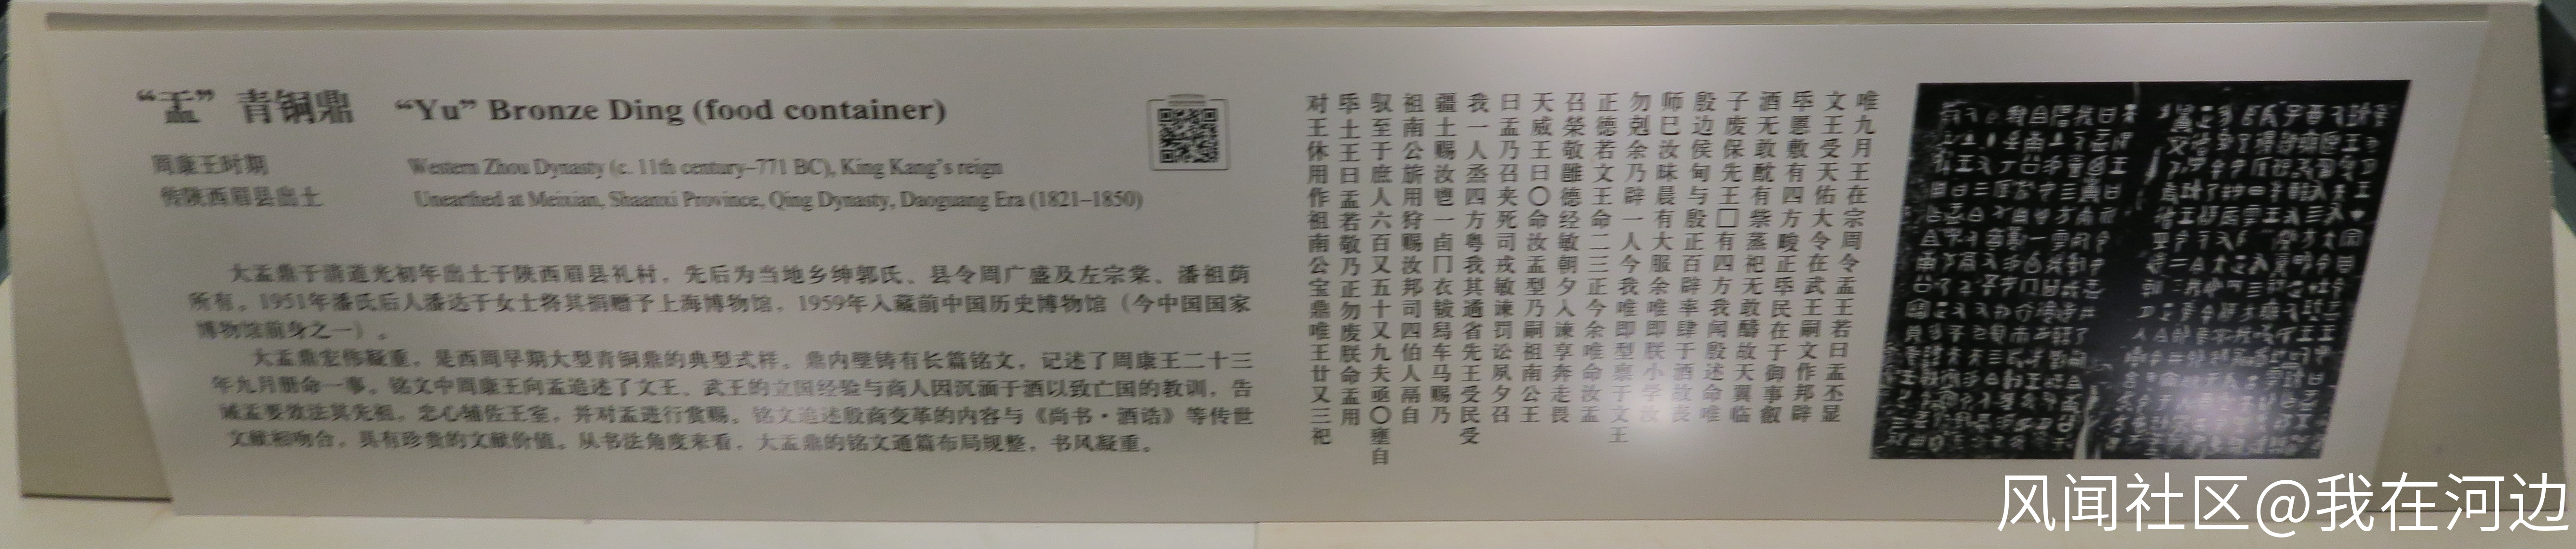 “盂”青铜鼎 “Yu” Bronze Ding (food container)
周康王时期 Western Zhou Dynasty (c. 11th century–771 BC), King Kang's reign
传陕西眉县出土 Unearthed at Meixian, Shaanxi Province, Qing Dynasty, Daoguang Era (1821–1850)
大盂鼎于清道光初年出土于陕西眉县礼村，先后为当地乡绅郭氏、县令周广盛及左宗棠、潘祖荫
所有。1951年潘氏后人潘达于女士将其捐赠予上海博物馆，1959年入藏前中国历史博物馆（今中国国家
博物馆前身之一）。
大盂鼎宏伟凝重，是西周早期大型青铜鼎的典型式样。鼎内壁铸有长篇铭文，记述了周康王二十三
年九月册命一事。铭文中周康王向盂追述了文王、武王的立国经验与商人因沉湎于酒以致亡国的教训，告
诫盂要效法其先祖，忠心辅佐王室，并对盂进行赏赐。铭文追述殷商变革的内容与《尚书·酒诰》等传世
文献相吻合，具有珍贵的文献价值。从书法角度来看，大盂鼎的铭文通篇布局规整，书风凝重。
唯九月王在宗周令盂王若曰盂丕显
文王受天佑大令在武王嗣文作邦辟
氒慝敷有四方畯正氒民在于御事
酒无敢酖有祡蒸祀无敢醻故天翼临
子废保先王□有四方我闻殷述命唯
殷边侯甸与殷正百辟率肆于酒故丧
师巳汝昧晨有大服余唯即朕小学汝
勿剋余乃辟一人今我唯即型禀于文王
正德若文王命二三正今余唯命汝盂
召荣敬雝德经敏朝夕入谏享奔走畏
天威王曰〇命汝盂型乃嗣祖南公王
曰盂乃召夹死司戎敏谏罚讼夙夕召
我一人烝四方粤我其遹省先王受民受
疆土赐汝鬯一卣冂衣车马赐乃
祖南公旂用狩赐汝邦司四伯人鬲自
驭至于庶人六百又五十又九夫亟〇自
氒土王曰盂若敬乃正勿废朕命盂用
对王休用作祖南公宝鼎唯王廿又三祀
风闻社区@我在河边